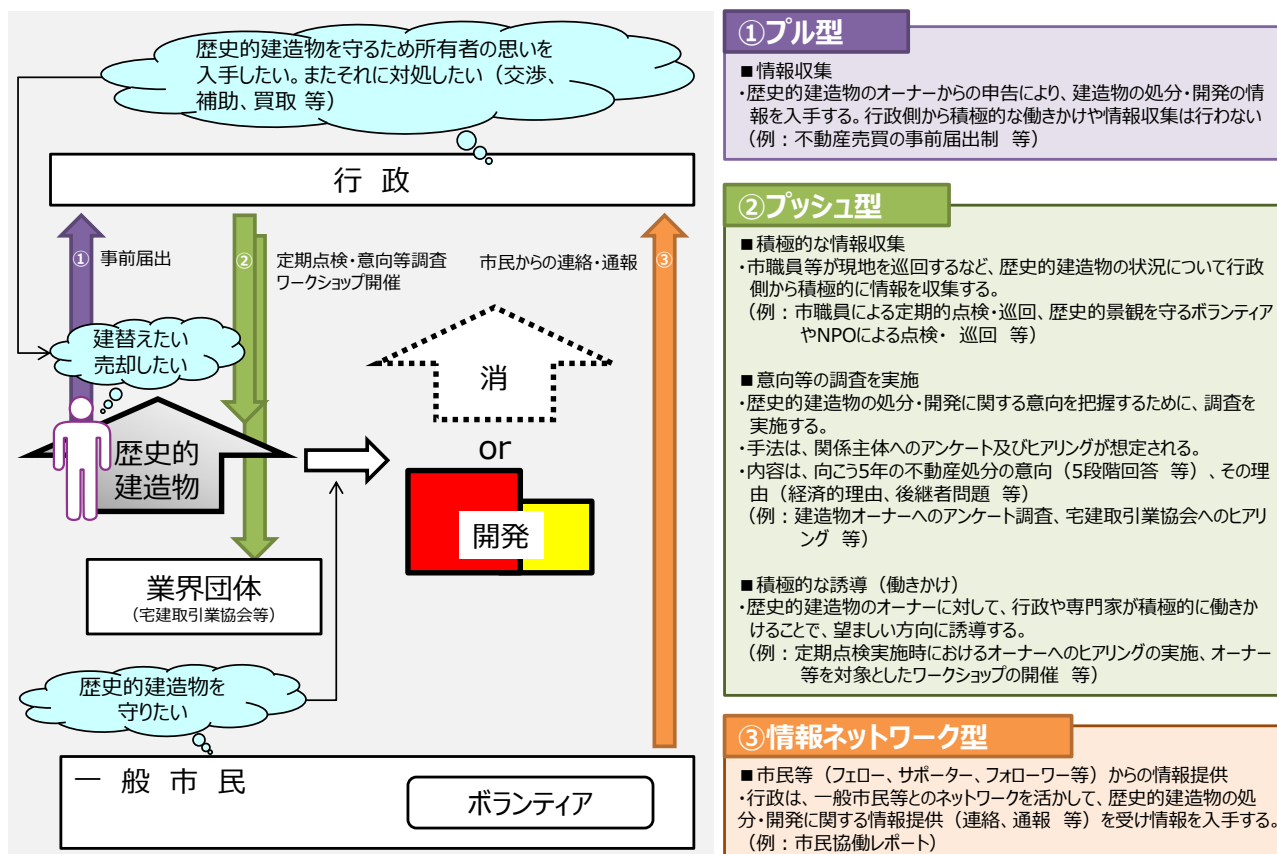 歴史的建造物を守るため所有者の思いを
入手したい。またそれに対処したい（交渉、
補助、買取 等）
行 政
① 事前届出
② 定期点検・意向等調査
ワークショップ開催
市民からの連絡・通報 ③
建替えたい
売却したい
歴史的
建造物
消
or
開発
業界団体
（宅建取引業協会等）
歴史的建造物を
守りたい
一 般 市 民
ボランティア
①プル型
■情報収集
・歴史的建造物のオーナーからの申告により、建造物の処分・開発の情
報を入手する。行政側から積極的な働きかけや情報収集は行わない
（例：不動産売買の事前届出制 等）
②プッシュ型
■積極的な情報収集
・市職員等が現地を巡回するなど、歴史的建造物の状況について行政
側から積極的に情報を収集する。
（例：市職員による定期的点検・巡回、歴史的景観を守るボランティア
やNPOによる点検・ 巡回 等）
■意向等の調査を実施
・歴史的建造物の処分・開発に関する意向を把握するために、調査を
実施する。
・手法は、関係主体へのアンケート及びヒアリングが想定される。
・内容は、向こう5年の不動産処分の意向（5段階回答 等）、その理
由（経済的理由、後継者問題 等）
（例：建造物オーナーへのアンケート調査、宅建取引業協会へのヒアリ
ング 等）
■積極的な誘導（働きかけ）
・歴史的建造物のオーナーに対して、行政や専門家が積極的に働きか
けることで、望ましい方向に誘導する。
（例：定期点検実施時におけるオーナーへのヒアリングの実施、オーナー
等を対象としたワークショップの開催 等）
③情報ネットワーク型
■市民等（フェロー、サポーター、フォローワー等）からの情報提供
・行政は、一般市民等とのネットワークを活かして、歴史的建造物の処
分・開発に関する情報提供（連絡、通報 等）を受け情報を入手する。
（例：市民協働レポート）